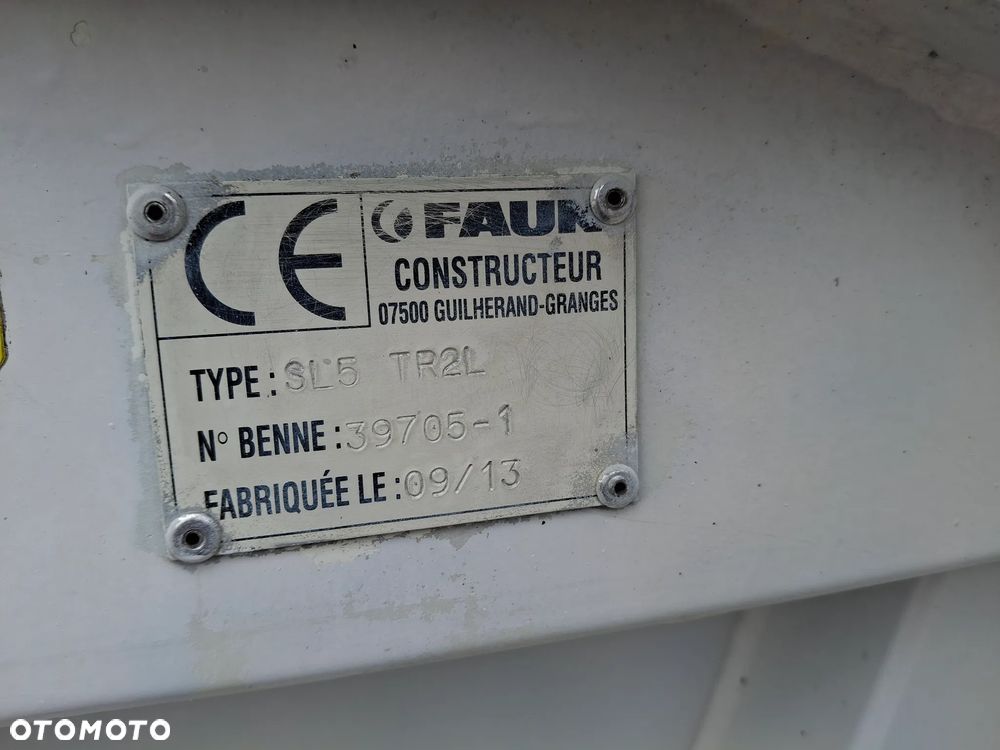 CE
FAUN
CONSTRUCTEUR
07500 GUILHERAND-GRANGES
TYPE : SL5 TR2L
N° BENNE : 39705-1
FABRIQUÉE LE : 09/13
OTOMOTO